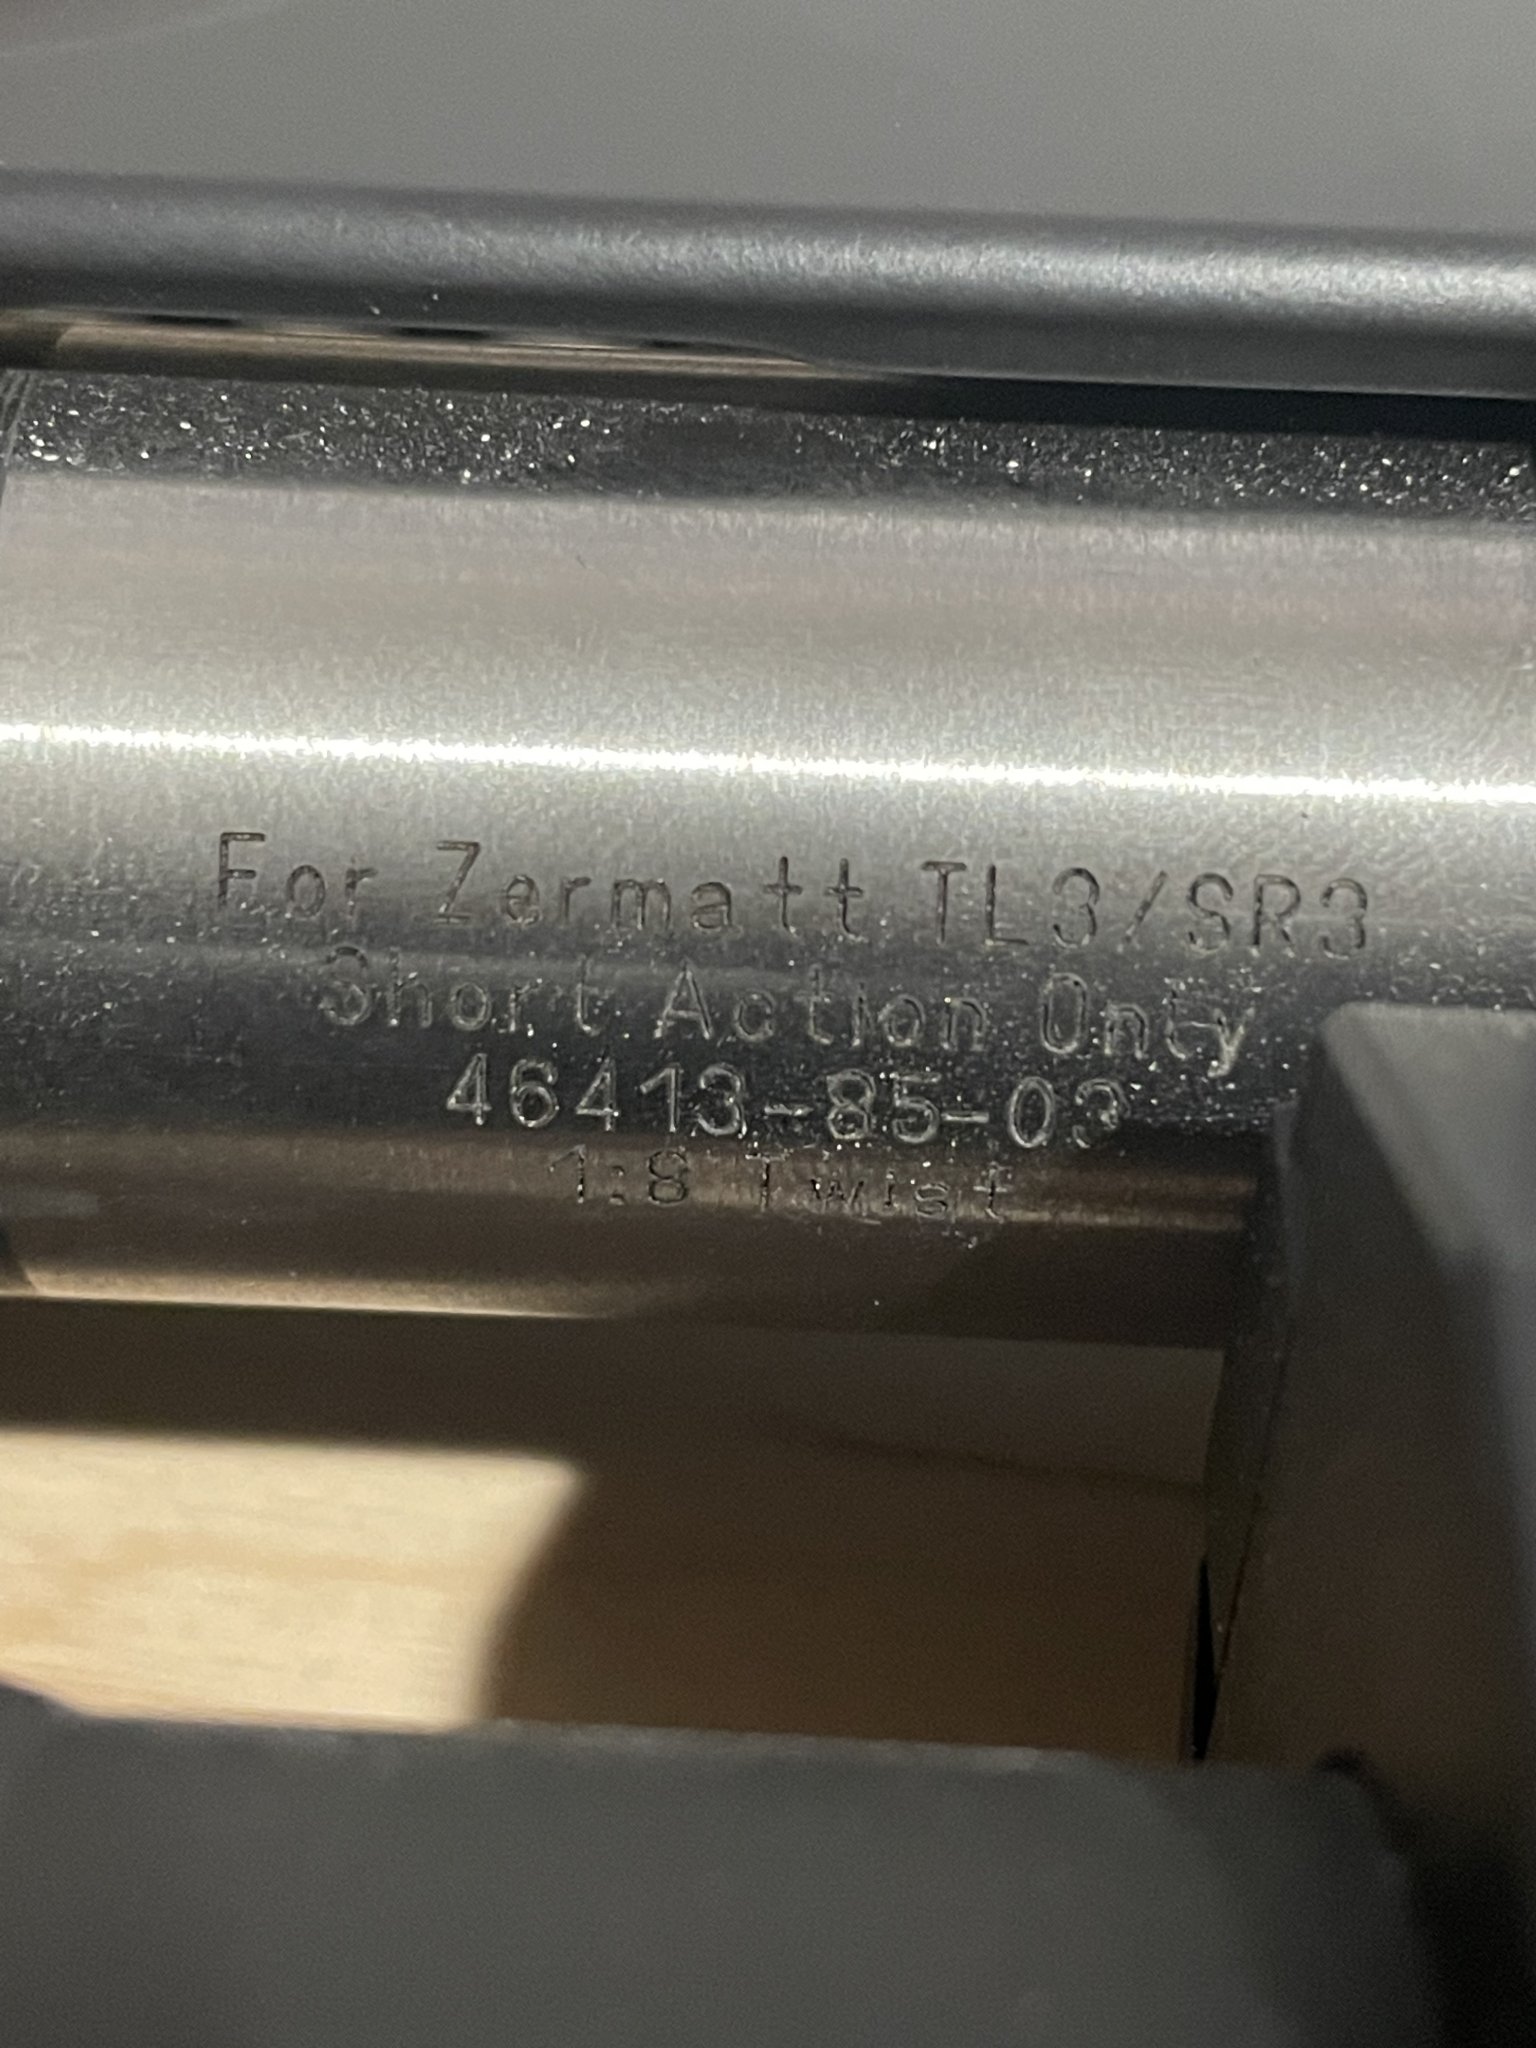 For Zermatt TL3/SR3
Short Action Only
46413-85-03
1:8 Twist